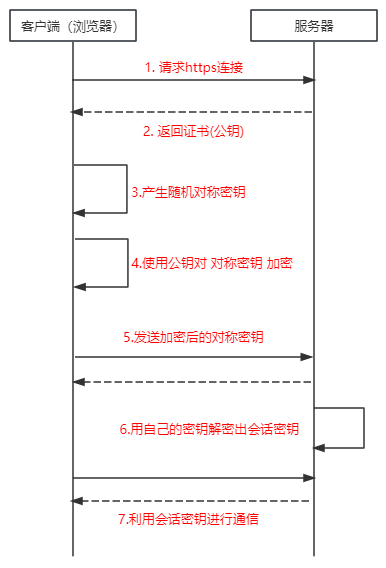 客户端（浏览器）
服务器
1. 请求https连接
2. 返回证书(公钥)
3.产生随机对称密钥
4.使用公钥对 对称密钥 加密
5.发送加密后的对称密钥
6.用自己的密钥解密出会话密钥
7.利用会话密钥进行通信